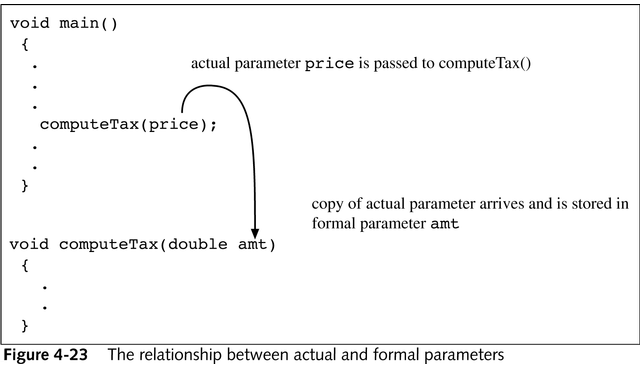 void main()
{
.
actual parameter price is passed to computeTax()
.
.
computeTax(price);
.
.
}
copy of actual parameter arrives and is stored in
formal parameter amt
void computeTax(double amt)
{
.
.
}
Figure 4-23 The relationship between actual and formal parameters